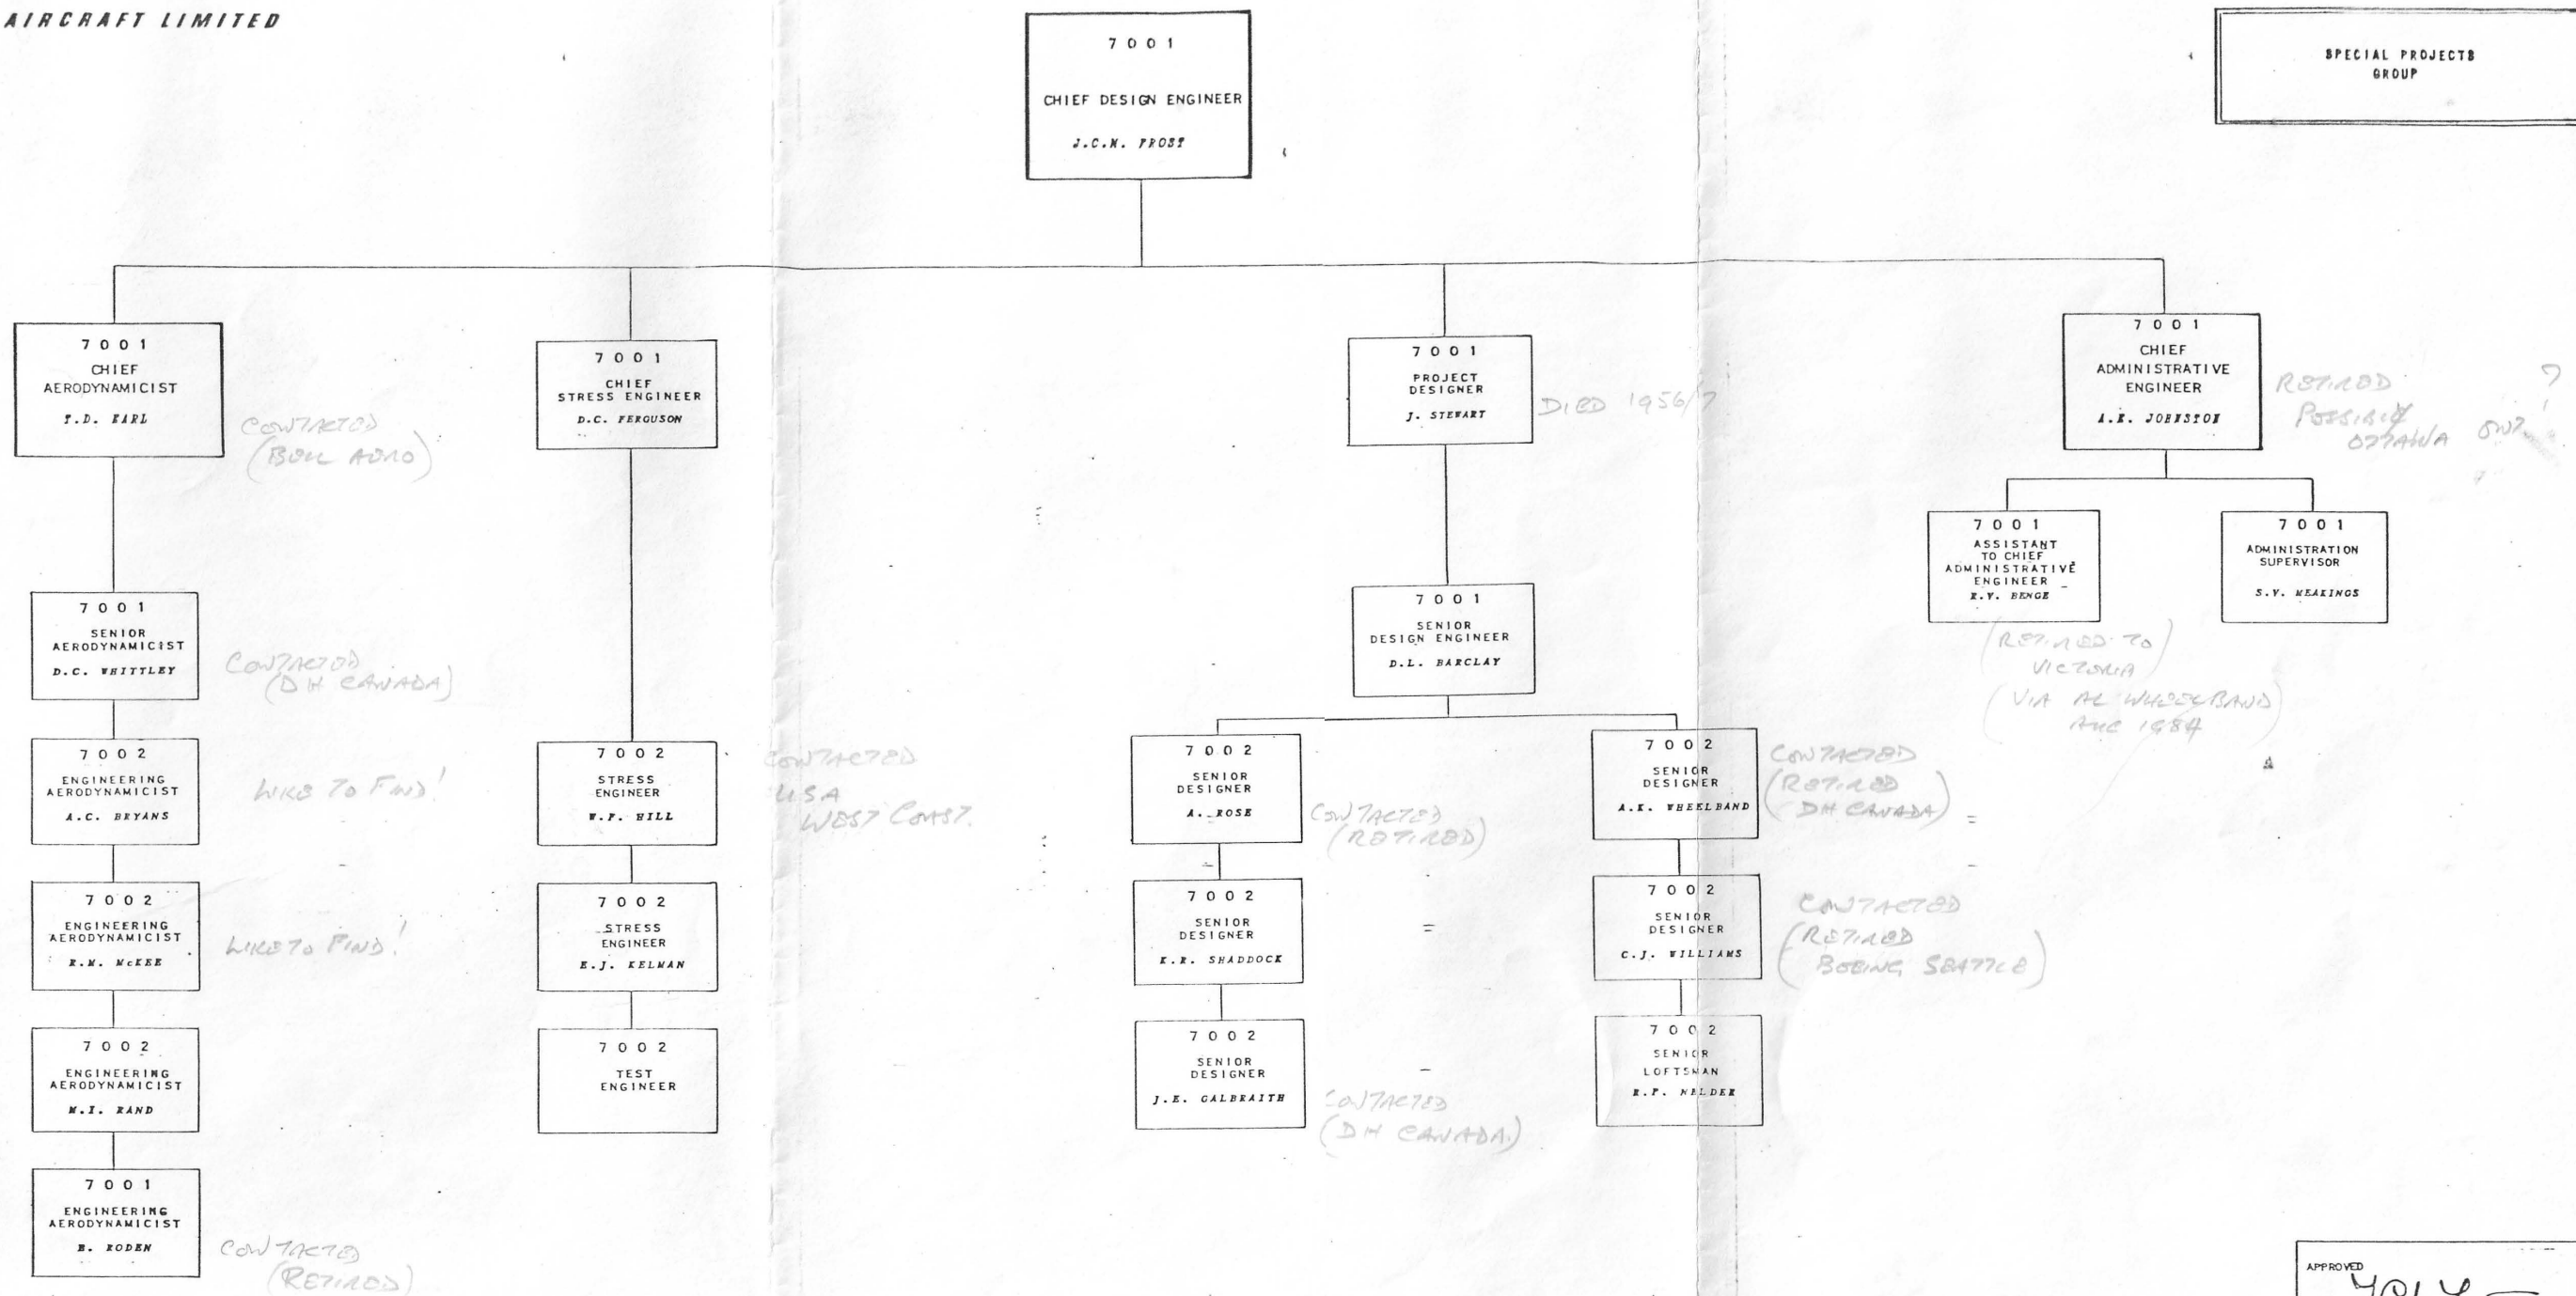 AIRCRAFT LIMITED
7001
CHIEF DESIGN ENGINEER
J.C.M. FROST
SPECIAL PROJECTS
GROUP
7001
CHIEF
AERODYNAMICIST
T.D. EARL
CONTACTED
(BELL AERO)
7001
CHIEF
STRESS ENGINEER
D.C. FERGUSON
7001
PROJECT
DESIGNER
J. STEWART
DIED 1956/7
7001
CHIEF
ADMINISTRATIVE
ENGINEER
A.K. JOHNSTON
RETIRED ?
POSSIBLY
OTTAWA ONT.
7001
ASSISTANT
TO CHIEF
ADMINISTRATIVE
ENGINEER
BENGE
(RETIRED TO
VICTORIA)
(VIA AL WHEELBAND)
1984
7001
ADMINISTRATION
SUPERVISOR
S.V. MEAKINGS
7001
SENIOR
AERODYNAMICIST
D.C. WHITTLEY
CONTACTED
(DH CANADA)
7001
SENIOR
DESIGN ENGINEER
D.L. BARCLAY
7002
ENGINEERING
AERODYNAMICIST
A.C. BRYANS
LIKE TO FIND!
7002
STRESS
ENGINEER
W.F. HILL
CONTACTED
USA
WEST COAST.
7002
SENIOR
DESIGNER
A. ROSE
CONTACTED
(RETIRED)
7002
SENIOR
DESIGNER
A.K. WHEELBAND
CONTACTED
(RETIRED
DH CANADA)
7002
ENGINEERING
AERODYNAMICIST
R.M. McKEE
LIKE TO FIND!
7002
STRESS
ENGINEER
E.J. KELMAN
7002
SENIOR
DESIGNER
K.R. SHADDOCK
7002
SENIOR
DESIGNER
C.J. WILLIAMS
CONTACTED
(RETIRED
BOEING SEATTLE)
7002
ENGINEERING
AERODYNAMICIST
M.I. RAND
7002
TEST
ENGINEER
7002
SENIOR
DESIGNER
J.E. GALBRAITH
CONTACTED
(DH CANADA.)
7002
SENIOR
LOFTSMAN
NELDER
7001
ENGINEERING
AERODYNAMICIST
B. RODEN
CONTACTED
(RETIRED)
APPROVED